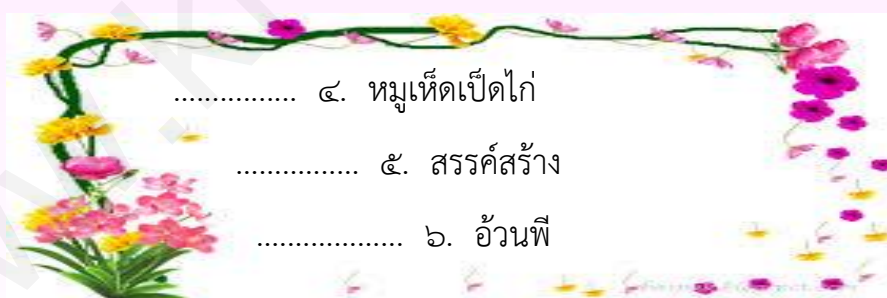 ................ ๔. หมูเห็ดเป็ดไก่
................ ๕. สรรค์สร้าง
................... ๖. อ้วนพี